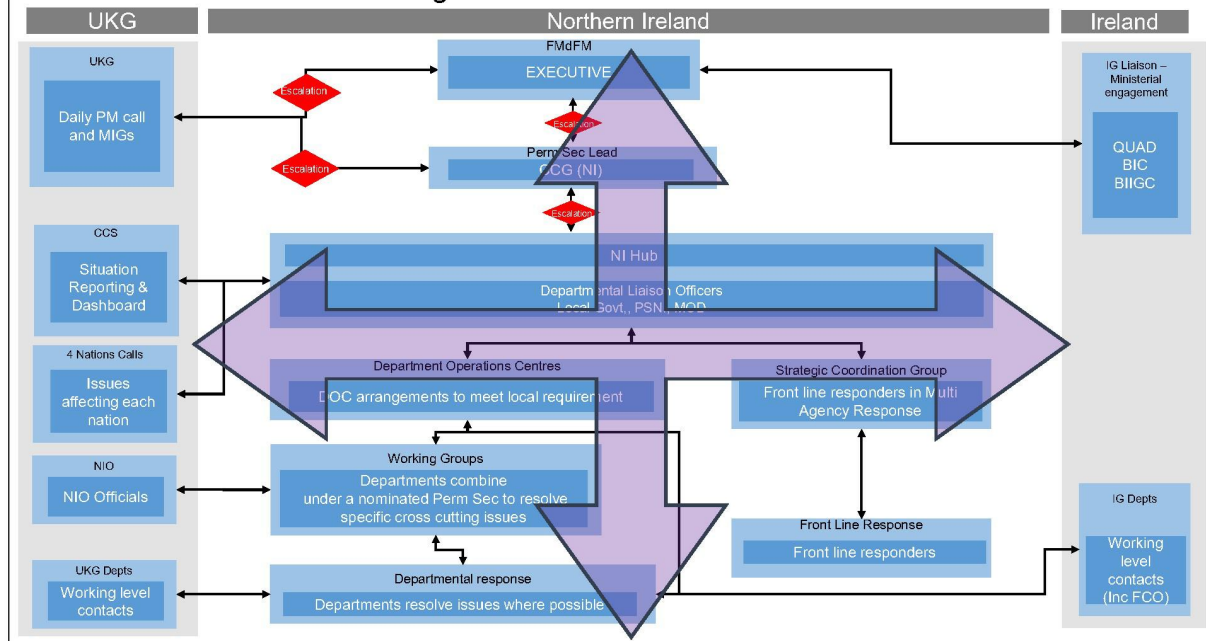 UKG
Northern Ireland
Ireland
UKG
Daily PM call
and MIGs
Escalation
Escalation
FMdFM
EXECUTIVE
Escalation
Perm Sec Lead
CCG (NI)
Escalation
IG Liaison –
Ministerial
engagement
QUAD
BIC
BIIGC
CCS
Situation
Reporting &
Dashboard
NI Hub
Departmental Liaison Officers
Local Govt,, PSNI, MOD
4 Nations Calls
Issues
affecting each
nation
Department Operations Centres
DOC arrangements to meet local requirement
Strategic Coordination Group
Front line responders in Multi
Agency Response
NIO
NIO Officials
Working Groups
Departments combine
under a nominated Perm Sec to resolve
specific cross cutting issues
Front Line Response
Front line responders
IG Depts
Working
level
contacts
(Inc FCO)
UKG Depts
Working level
contacts
Departmental response
Departments resolve issues where possible